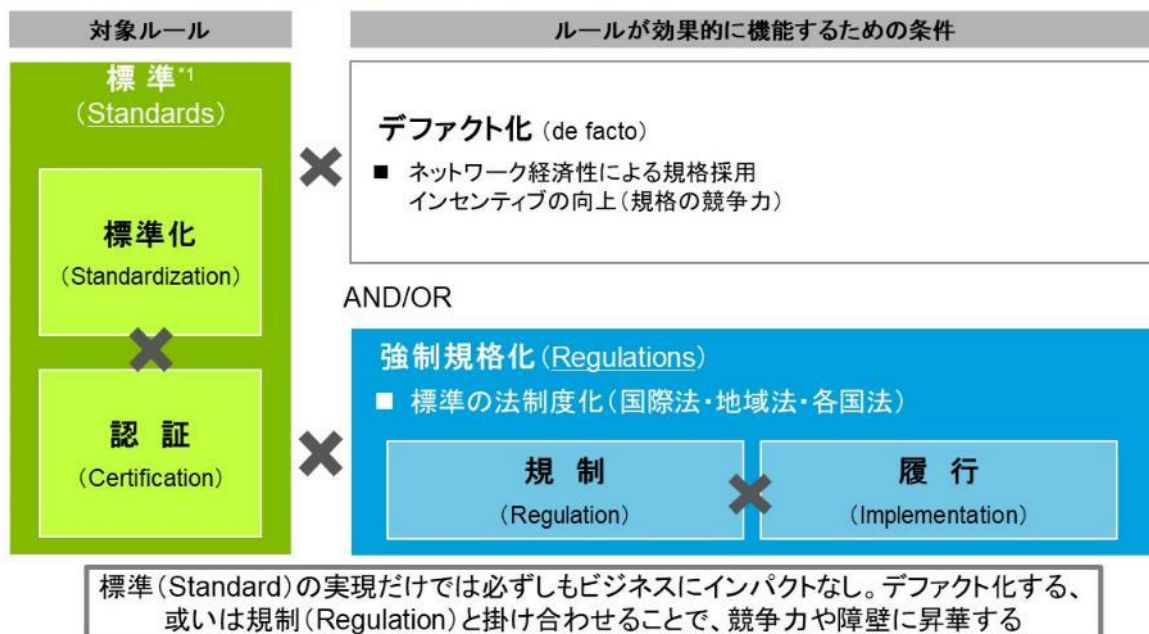 対象ルール
ルールが効果的に機能するための条件
標 準*1
（Standards）
標準化
（Standardization）
認 証
（Certification）
デファクト化 (de facto)
■ ネットワーク経済性による規格採用
インセンティブの向上（規格の競争力）
AND/OR
強制規格化（Regulations）
■ 標準の法制度化（国際法・地域法・各国法）
規 制
（Regulation）
履 行
（Implementation）
標準（Standard）の実現だけでは必ずしもビジネスにインパクトなし。デファクト化する、
或いは規制（Regulation）と掛け合わせることで、競争力や障壁に昇華する